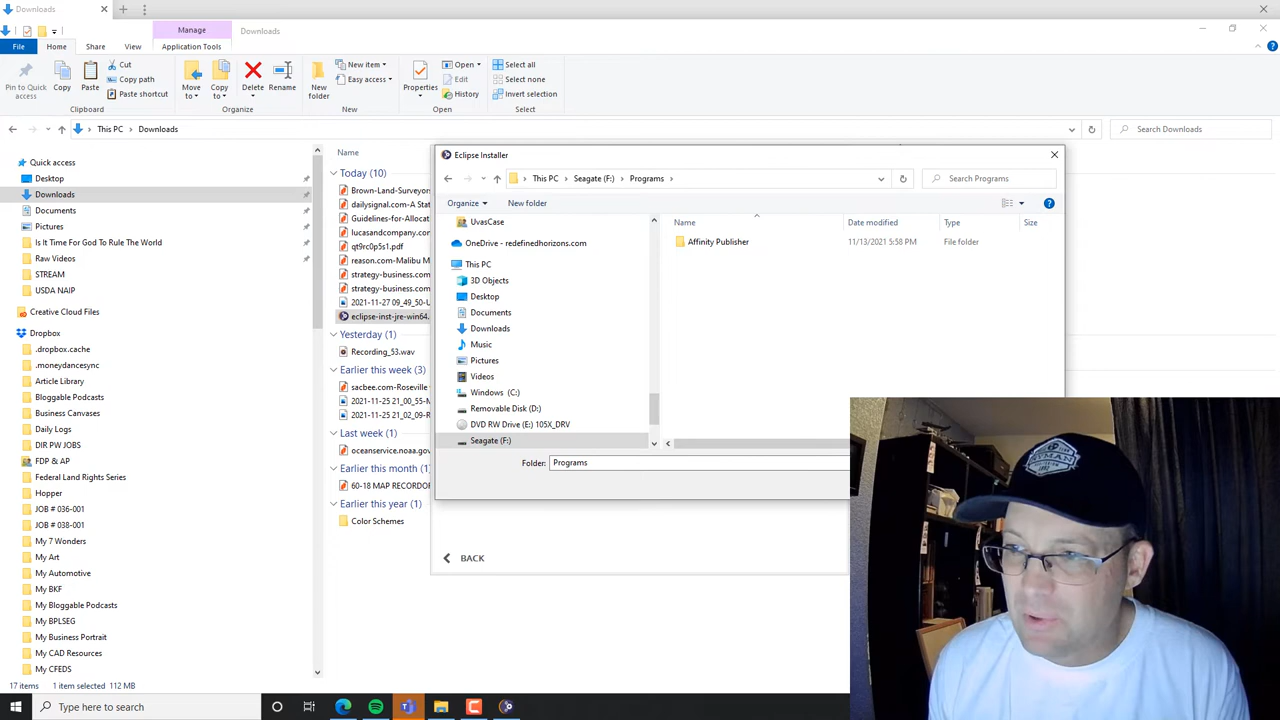 Downloads
Manage
Downloads
File
Home
Share
View
Application Tools
Pin to Quick access
Copy
Paste
Cut
Copy path
Paste shortcut
Clipboard
Move to
Copy to
Delete
Rename
Organize
New folder
New item
Easy access
New
Properties
Open
Edit
History
Open
Select all
Select none
Invert selection
Select
This PC
Downloads
Search Downloads
Quick access
Desktop
Downloads
Documents
Pictures
Is It Time For God To Rule The World
Raw Videos
STREAM
USDA NAIP
Creative Cloud Files
Dropbox
.dropbox.cache
.moneydancesync
Article Library
Bloggable Podcasts
Business Canvases
Daily Logs
DIR PW JOBS
FDP & AP
Federal Land Rights Series
Hopper
JOB # 036-001
JOB # 038-001
My 7 Wonders
My Art
My Automotive
My BKF
My Bloggable Podcasts
My BPLSEG
My Business Portrait
My CAD Resources
My CFEDS
Name
Today (10)
Brown-Land-Surveyo
dailysignal.com-A Stat
Guidelines-for-Allocat
lucasandcompany.com
qt9rc0p5s1.pdf
reason.com-Malibu M
strategy-business.com
strategy-business.com
2021-11-27 09_49_50-U
eclipse-inst-jre-win64.
Yesterday (1)
Recording_53.wav
Earlier this week (3)
sacbee.com-Roseville
2021-11-25 21_00_55-M
2021-11-25 21_02_09-R
Last week (1)
oceanservice.noaa.gov
Earlier this month (1)
60-18 MAP RECORDOF
Earlier this year (1)
Color Schemes
Eclipse Installer
This PC
Seagate (F:)
Programs
Search Programs
Organize
New folder
UvasCase
OneDrive - redefinedhorizons.com
This PC
3D Objects
Desktop
Documents
Downloads
Music
Pictures
Videos
Windows (C:)
Removable Disk (D:)
DVD RW Drive (E:) 105X_DRV
Seagate (F:)
Name
Date modified
Type
Size
Affinity Publisher
11/13/2021 5:58 PM
File folder
Folder:
Programs
BACK
17 items
1 item selected
112 MB
Type here to search